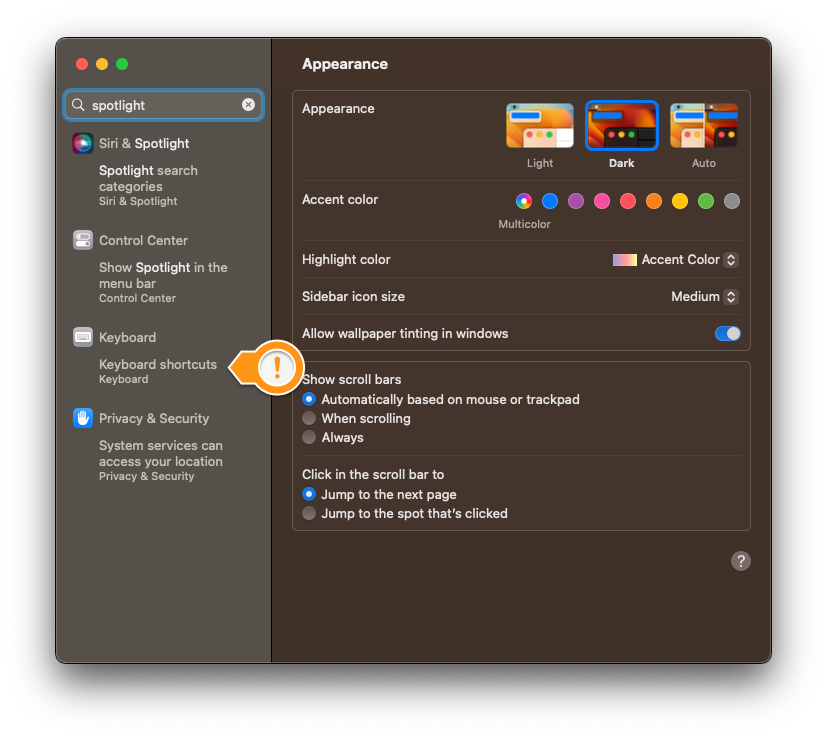 spotlight
Siri & Spotlight
Spotlight search
categories
Siri & Spotlight
Control Center
Show Spotlight in the
menu bar
Control Center
Keyboard
Keyboard shortcuts
Keyboard
Privacy & Security
System services can
access your location
Privacy & Security
Appearance
Appearance
Light
Dark
Auto
Accent color
Multicolor
Highlight color
Accent Color
Sidebar icon size
Medium
Allow wallpaper tinting in windows
Show scroll bars
Automatically based on mouse or trackpad
When scrolling
Always
Click in the scroll bar to
Jump to the next page
Jump to the spot that's clicked
?
!